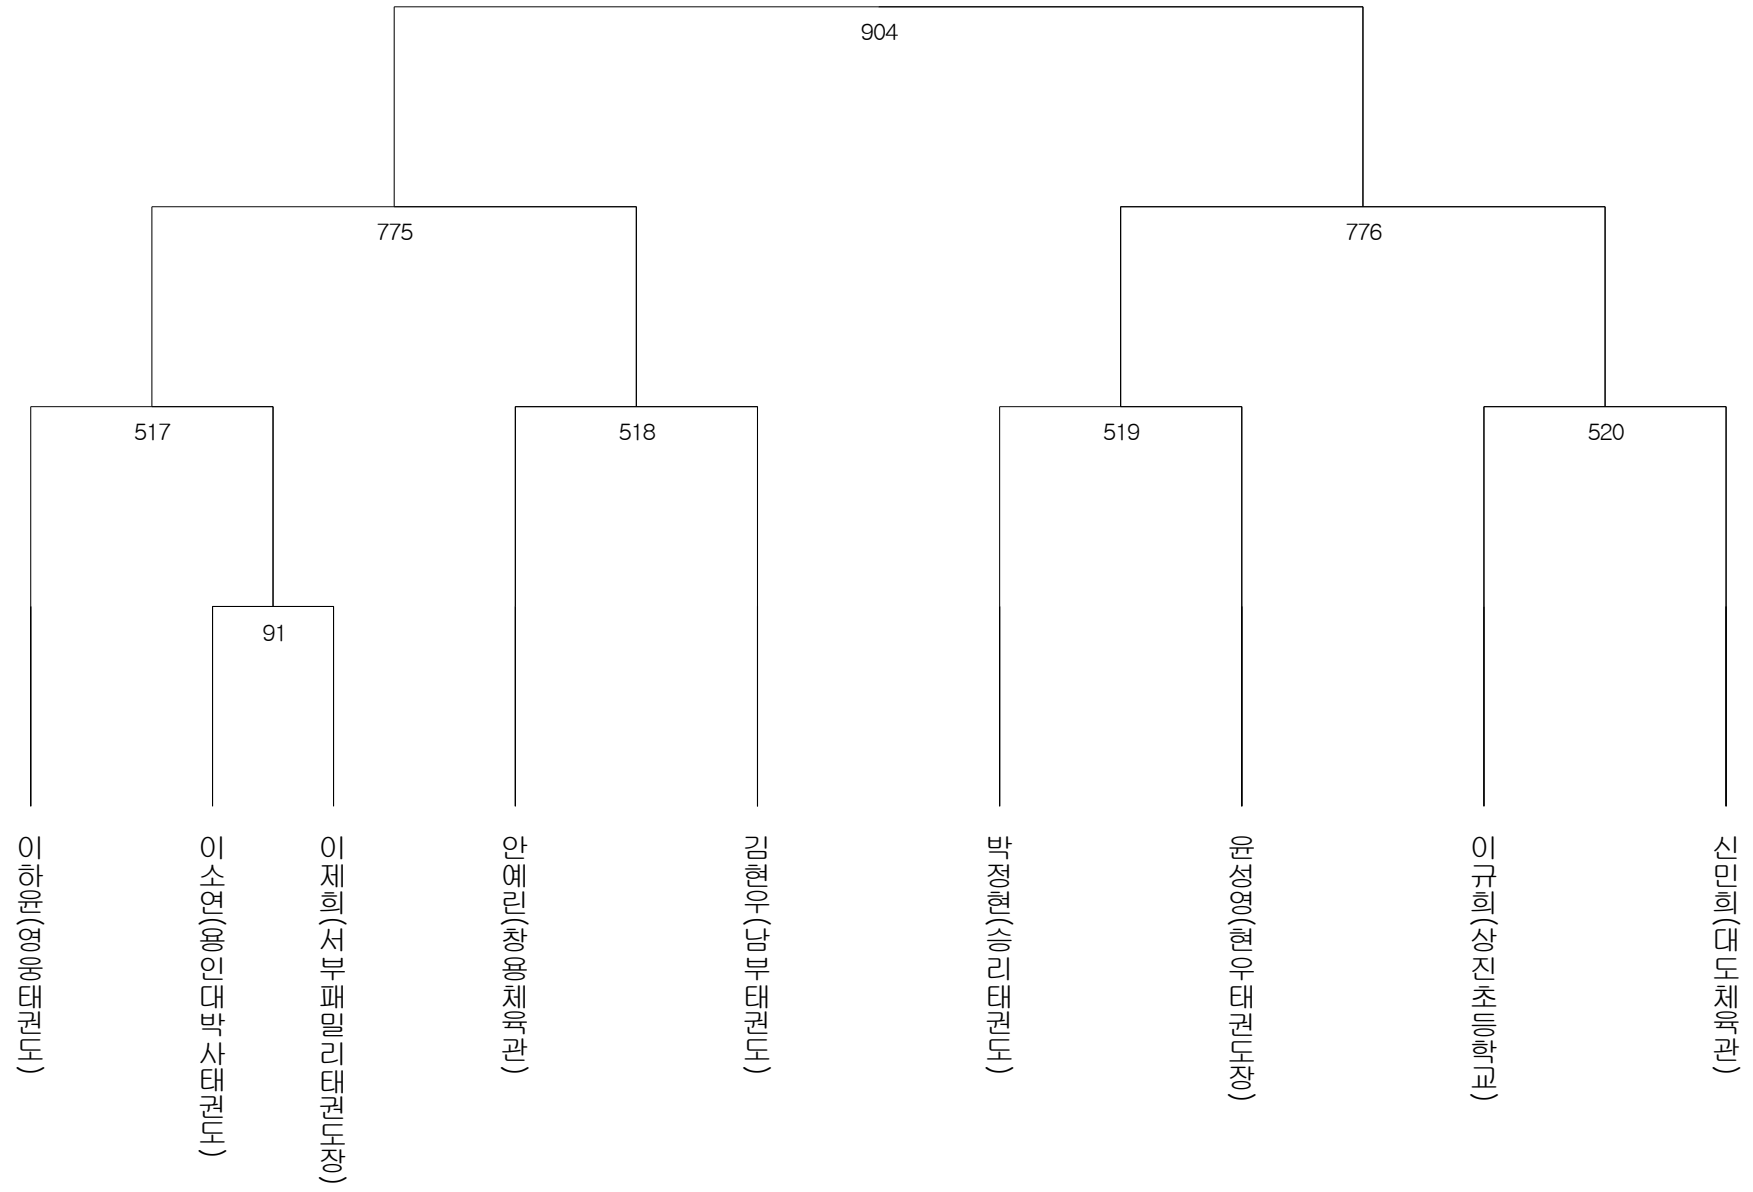 904
775
776
517
518
519
520
91
이하윤(영웅태권도)
이소연(용인대박사태권도)
이제희(서부패밀리태권도장)
안예린(창용체육관)
김현우(남부태권도)
박정현(승리태권도)
윤성영(현우태권도장)
이규희(상진초등학교)
신민희(대도체육관)